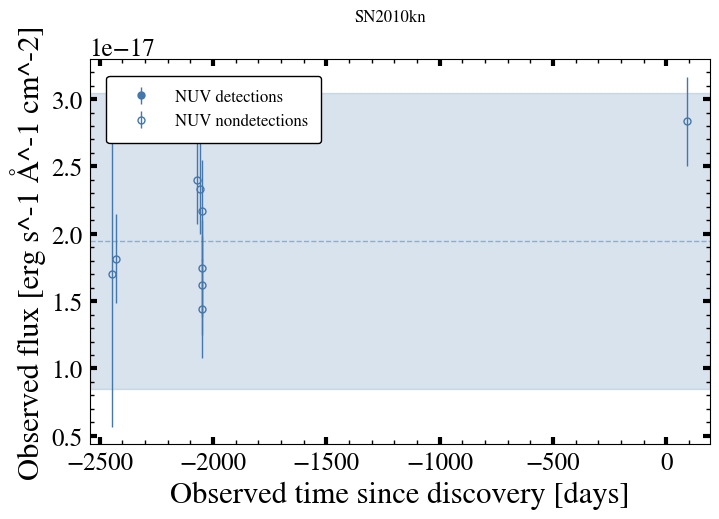 SN2010kn
1e−17
NUV detections
NUV nondetections
3.0
2.5
2.0
1.5
1.0
0.5
Observed flux [erg s^-1 Å^-1 cm^-2]
−2500 −2000 −1500 −1000 −500 0
Observed time since discovery [days]